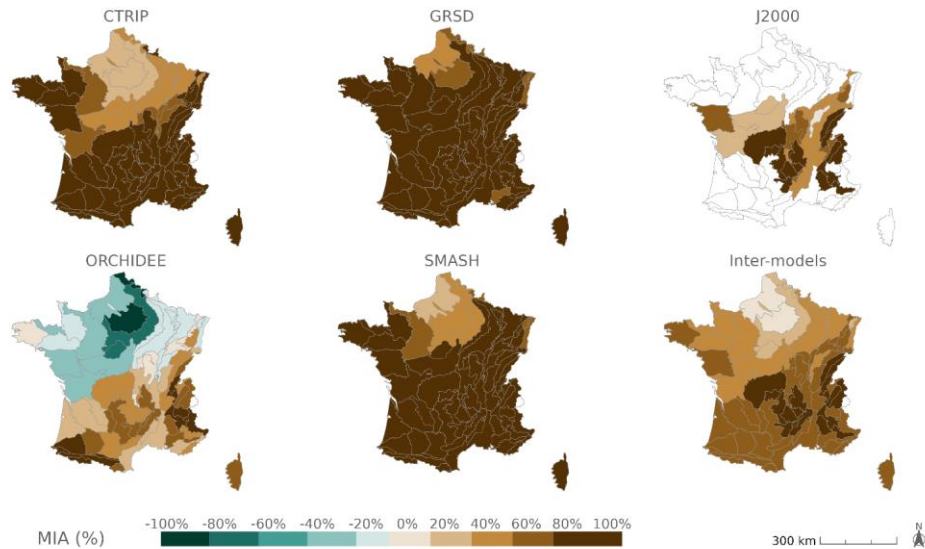 CTRIP GRSD J2000
ORCHIDEE SMASH Inter-models
-100% -80% -60% -40% -20% 0% 20% 40% 60% 80% 100%
MIA (%)
300 km
N